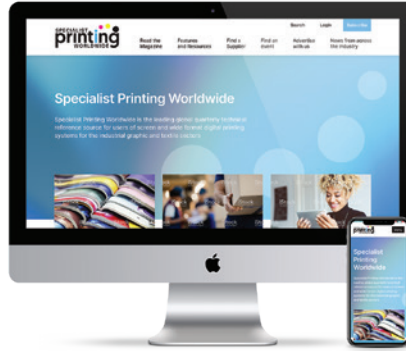 Search Login
SPECIALIST
printing
WORLDWIDE
Read the Magazine
Features and Resources
Find a Supplier
Find an Event
Advertise with us
News from across the industry
Specialist Printing Worldwide
Specialist Printing Worldwide is the leading global quarterly technical
reference source for users of screen and wide format digital printing
systems for the industrial graphic and textile sectors
printing
Specialist
Printing
Worldwide